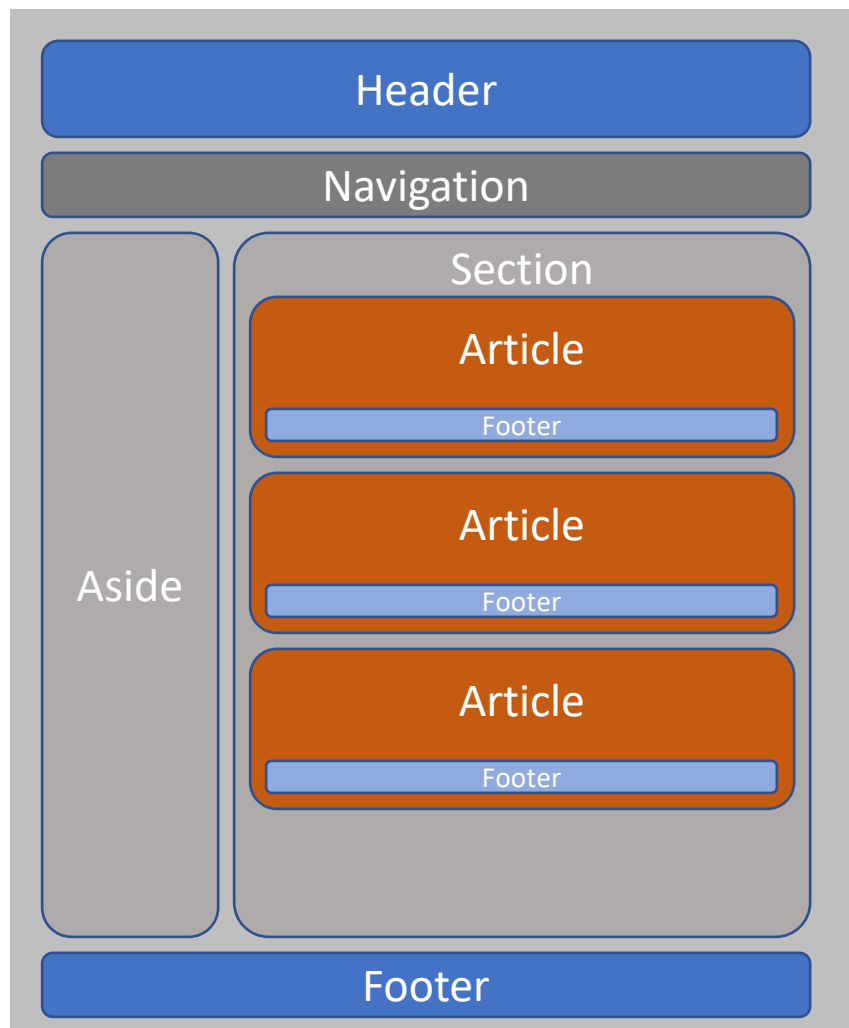 Header
Navigation
Aside
Section
Article
Footer
Article
Footer
Article
Footer
Footer